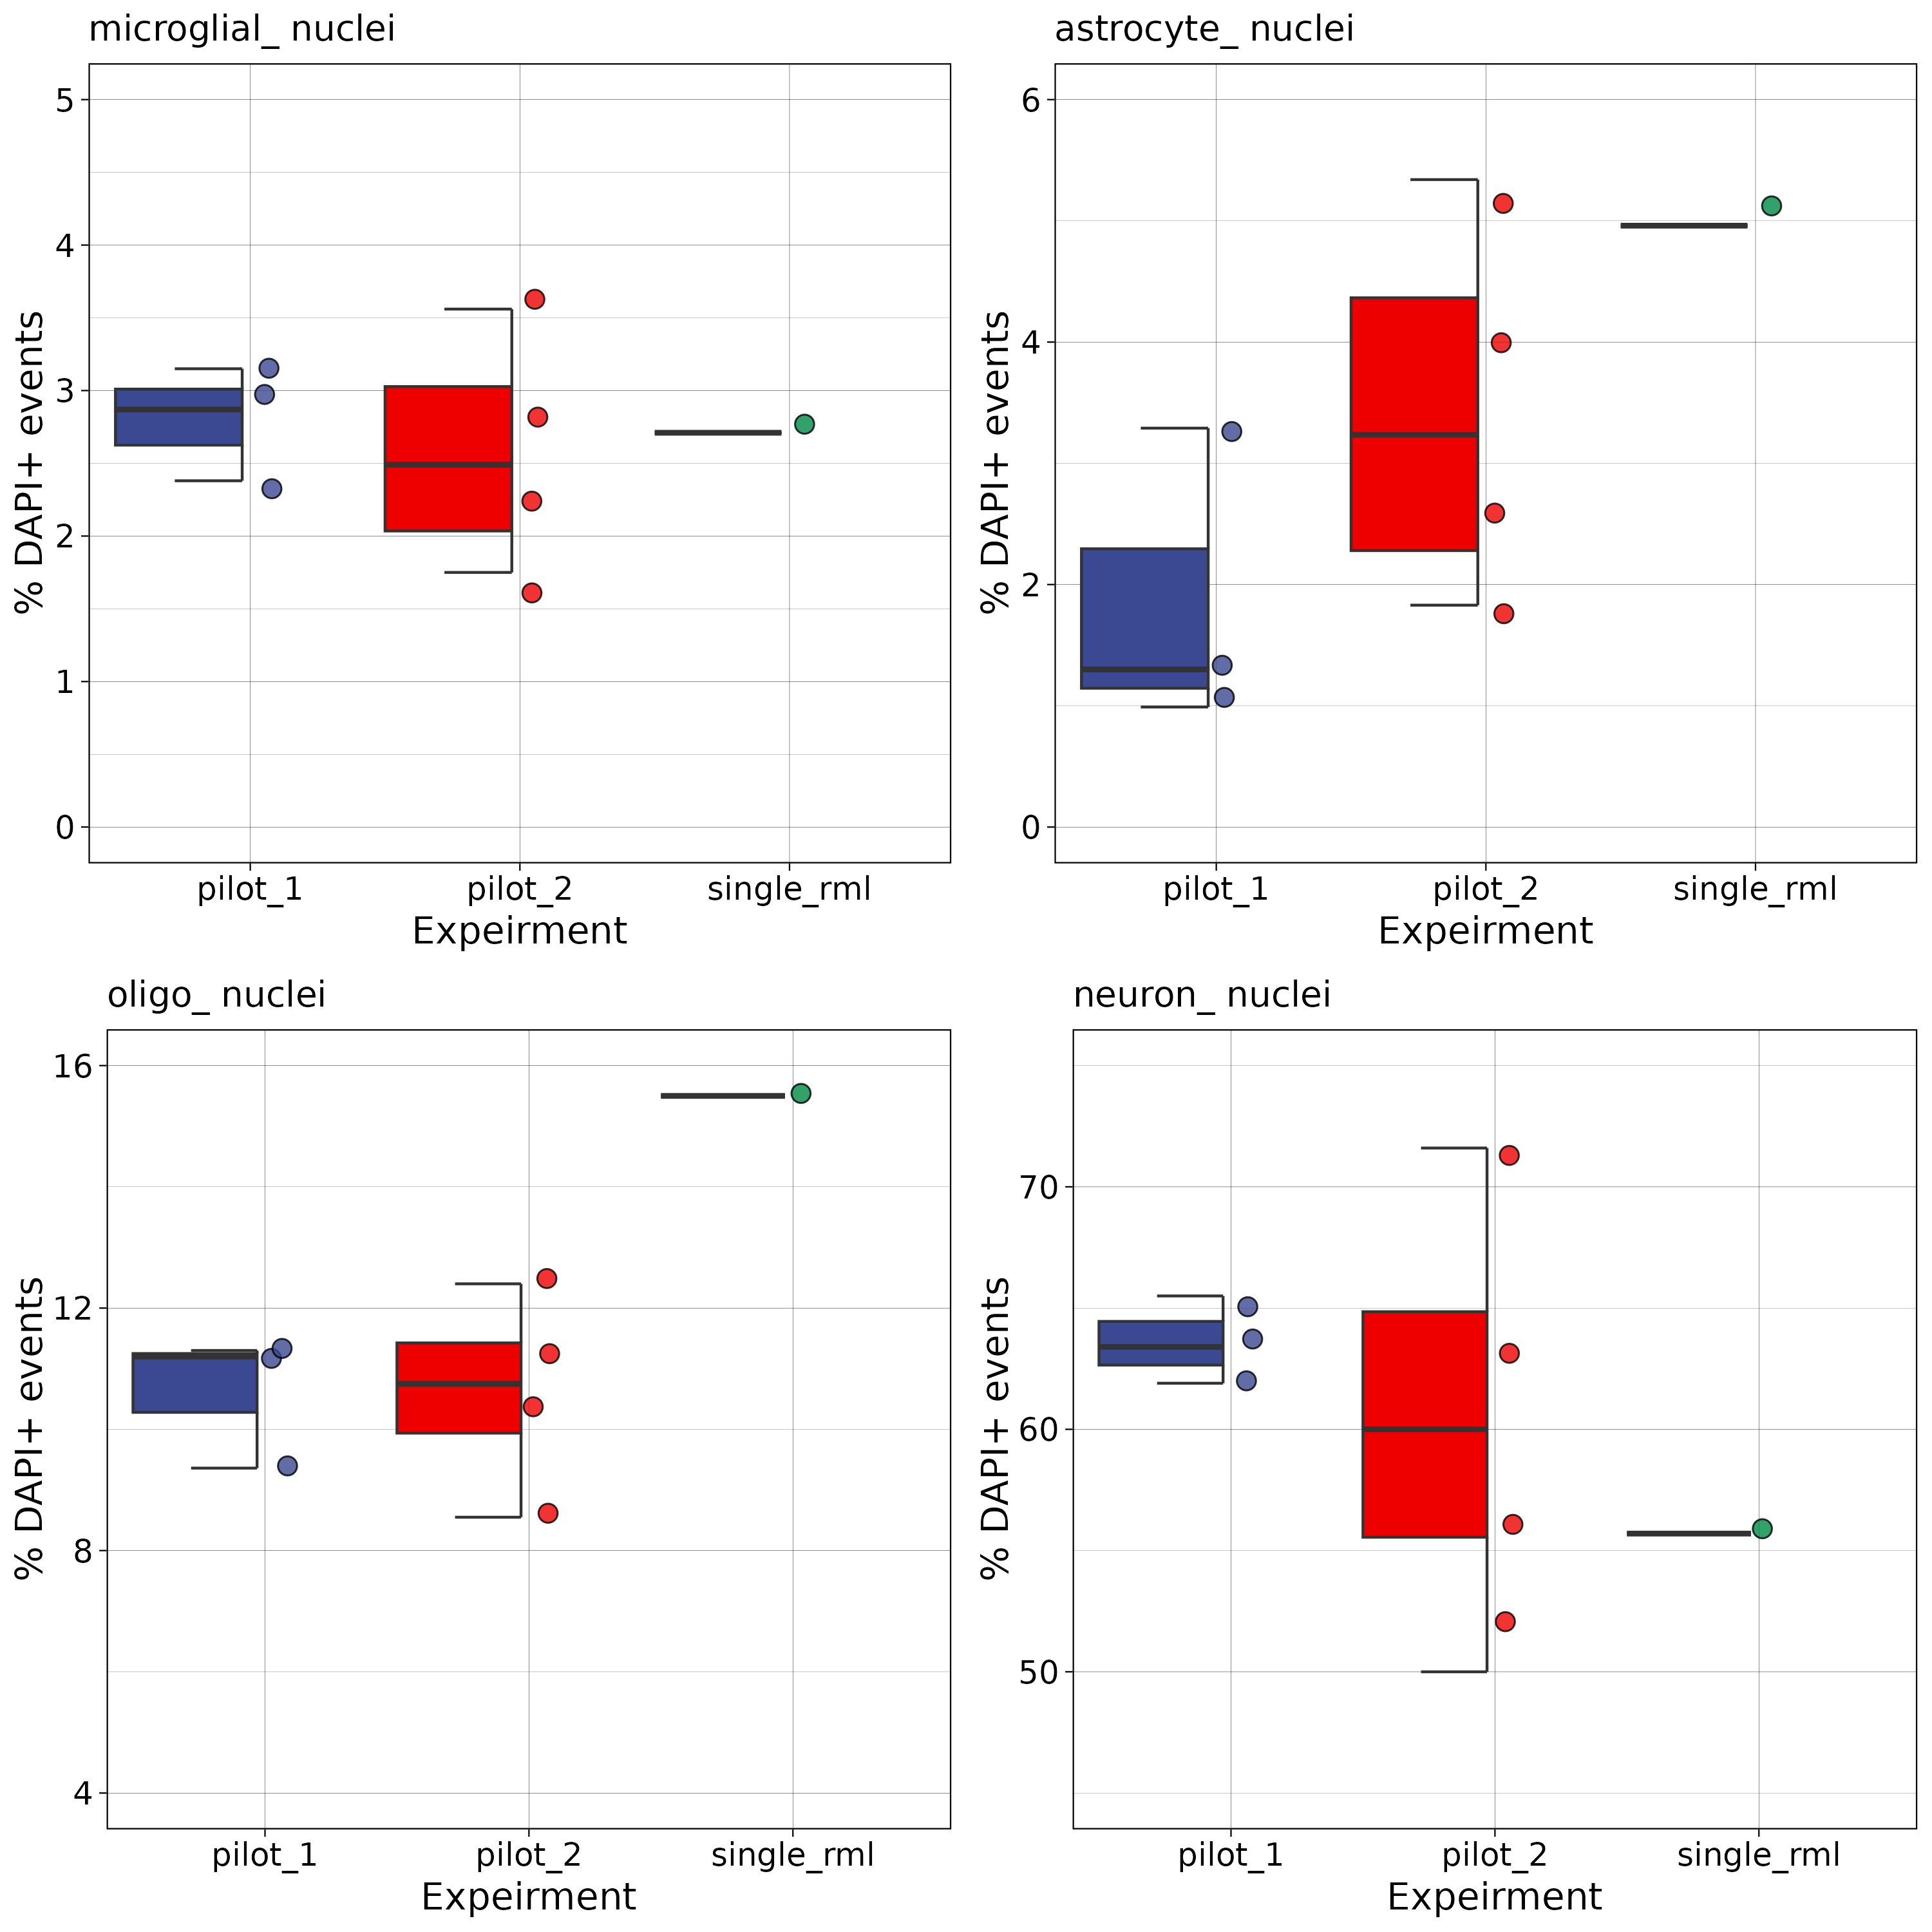 microglial_ nuclei
% DAPI+ events
5
4
3
2
1
0
pilot_1 pilot_2 single_rml
Expeirment
astrocyte_ nuclei
% DAPI+ events
6
4
2
0
pilot_1 pilot_2 single_rml
Expeirment
oligo_ nuclei
% DAPI+ events
16
12
8
4
pilot_1 pilot_2 single_rml
Expeirment
neuron_ nuclei
% DAPI+ events
70
60
50
pilot_1 pilot_2 single_rml
Expeirment